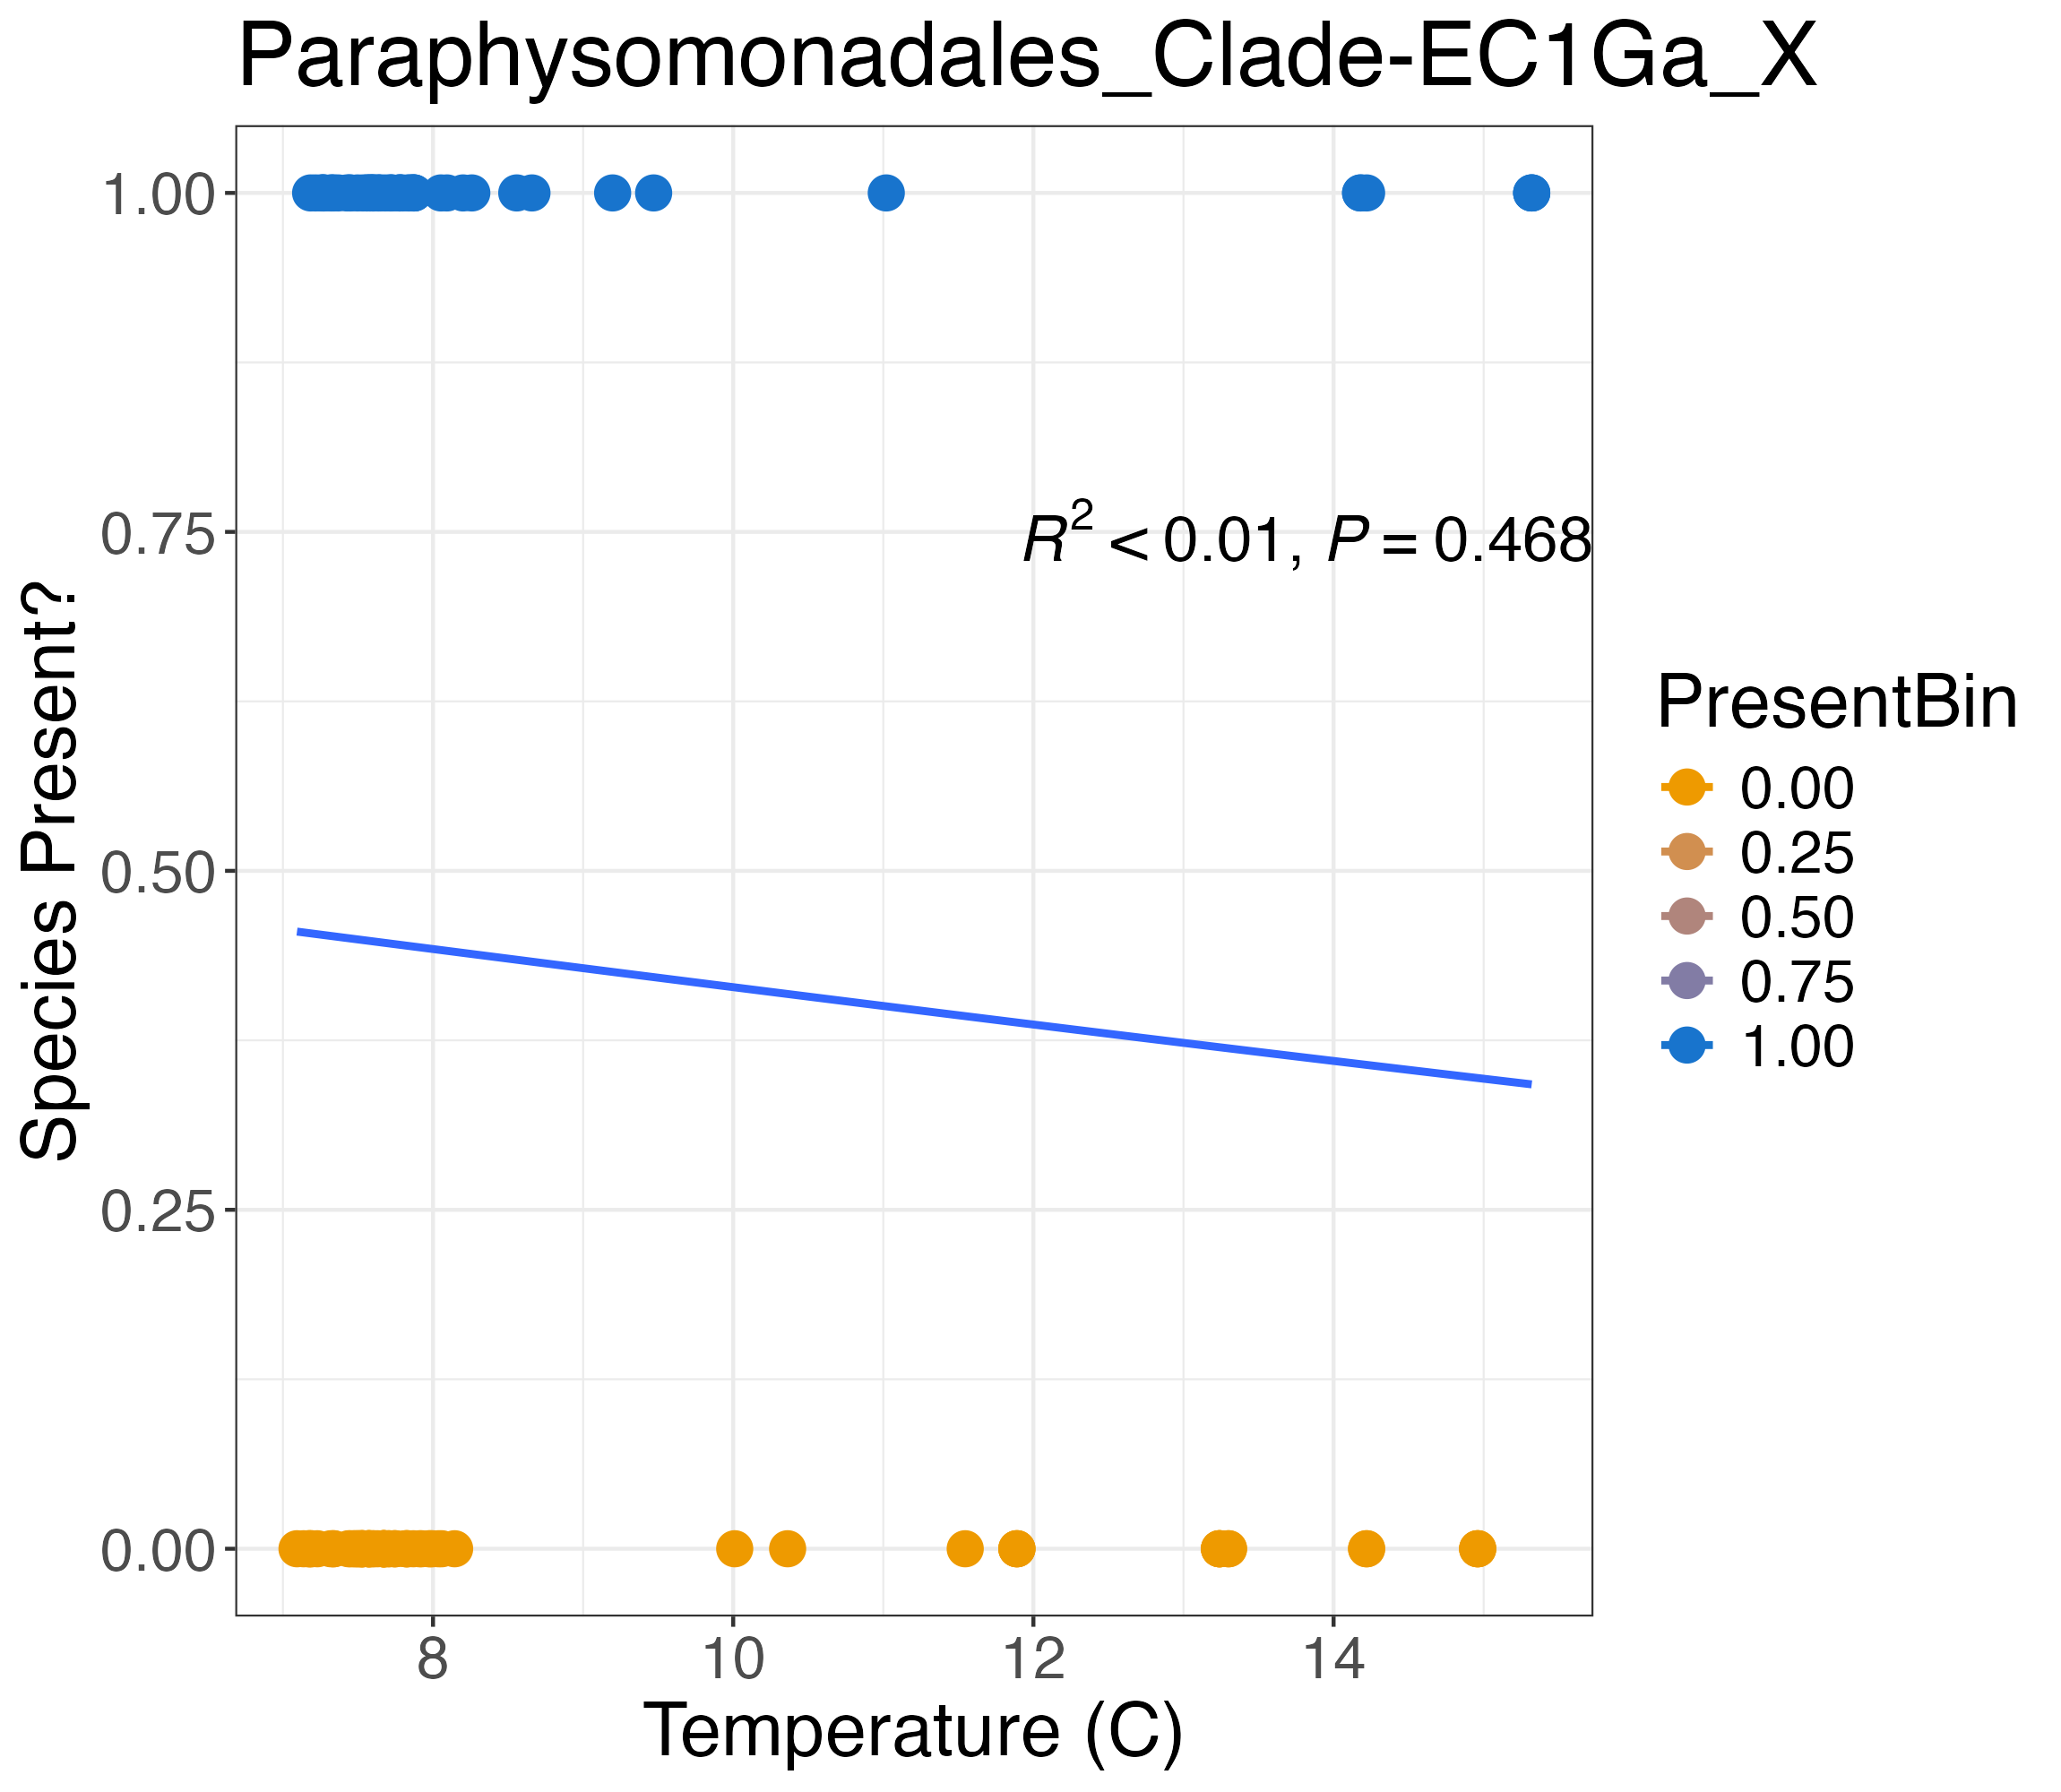 Paraphysomonadales_Clade-EC1Ga_X
1.00
0.75
0.50
0.25
0.00
Species Present?
R² < 0.01, P = 0.468
8 10 12 14
Temperature (C)
PresentBin
0.00
0.25
0.50
0.75
1.00